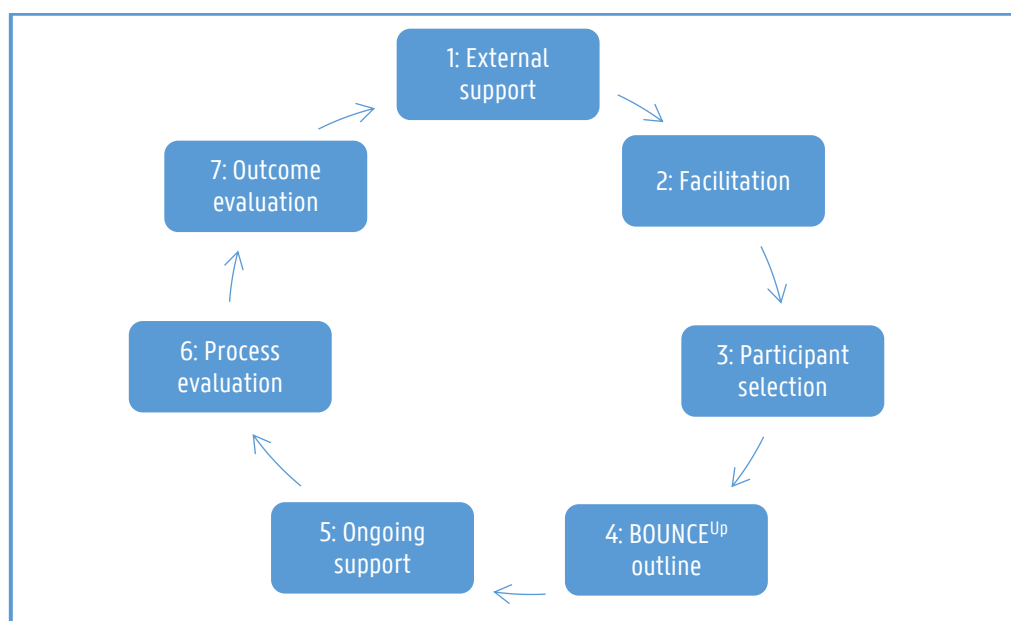 1: External
support
2: Facilitation
3: Participant
selection
4: BOUNCEᵁᵖ
outline
5: Ongoing
support
6: Process
evaluation
7: Outcome
evaluation